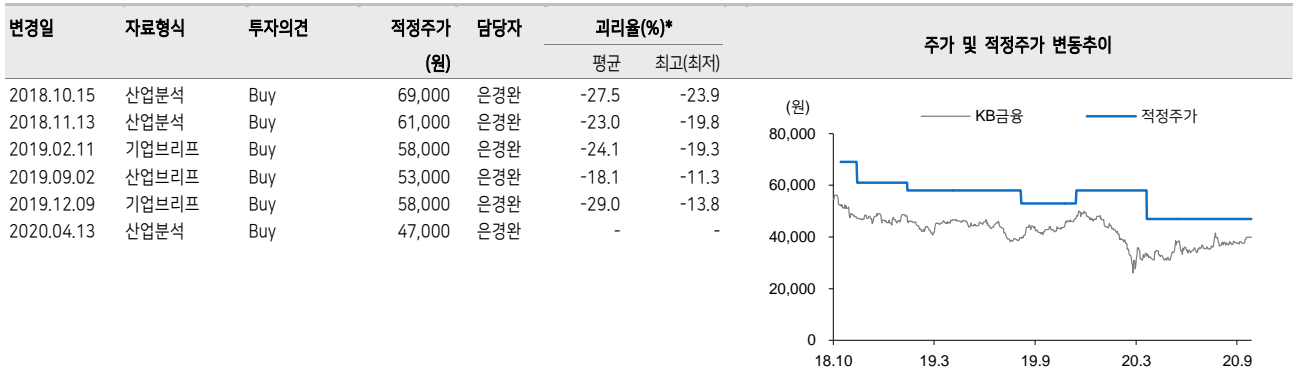 변경일 자료형식 투자의견 적정주가 담당자 괴리율(%)* 주가 및 적정주가 변동추이
(원) 평균 최고(최저)
2018.10.15 산업분석 Buy 69,000 은경완 -27.5 -23.9
2018.11.13 산업분석 Buy 61,000 은경완 -23.0 -19.8
2019.02.11 기업브리프 Buy 58,000 은경완 -24.1 -19.3
2019.09.02 산업브리프 Buy 53,000 은경완 -18.1 -11.3
2019.12.09 기업브리프 Buy 58,000 은경완 -29.0 -13.8
2020.04.13 산업분석 Buy 47,000 은경완 - -
(원)
KB금융 적정주가
80,000
60,000
40,000
20,000
0
18.10 19.3 19.9 20.3 20.9